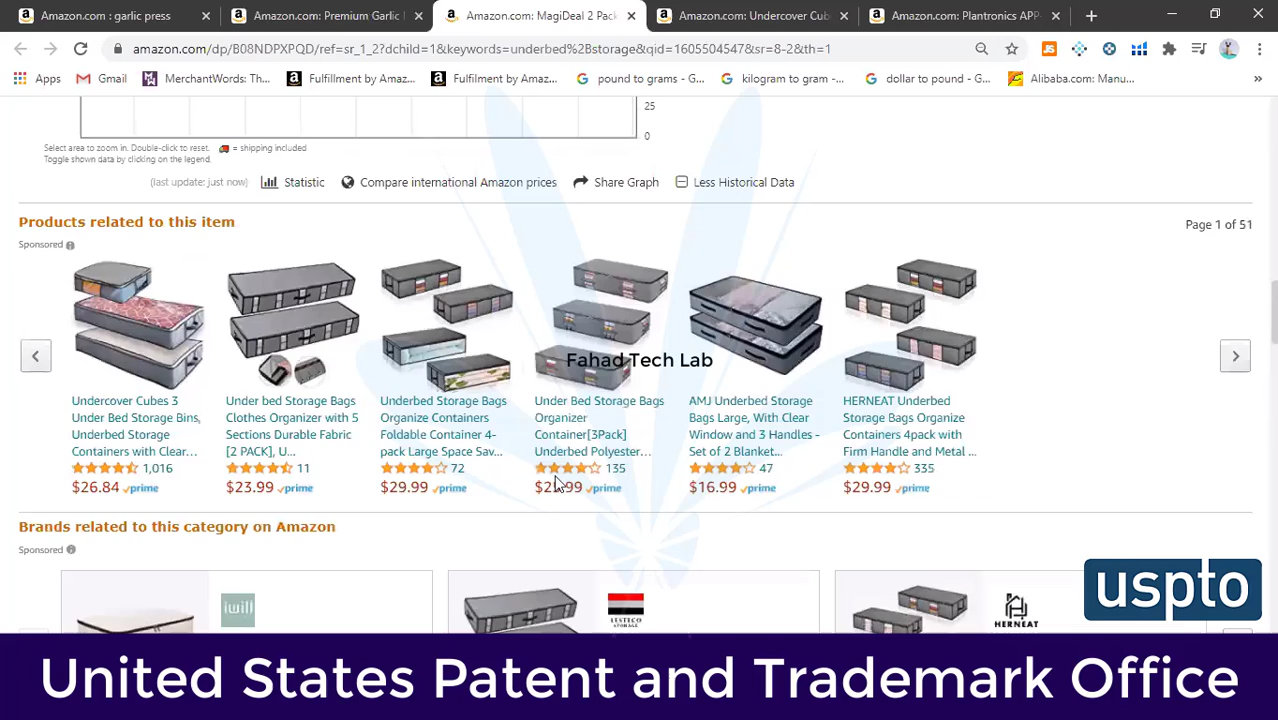 Amazon.com : garlic press
Amazon.com: Premium Garlic
Amazon.com: MagiDeal 2 Pack
Amazon.com: Undercover Cub
Amazon.com: Plantronics APP-
amazon.com/dp/B08NDPXPQD/ref=sr_1_2?dchild=1&keywords=underbed%2Bstorage&qid=1605504547&sr=8-2&th=1
Apps
Gmail
MerchantWords: Th...
Fulfillment by Amaz...
Fulfilment by Amaz...
pound to grams - G...
kilogram to gram -...
dollar to pound - G...
Alibaba.com: Manu...
25
0
Select area to zoom in. Double-click to reset.
= shipping included
Toggle shown data by clicking on the legend.
(last update: just now)
Statistic
Compare international Amazon prices
Share Graph
Less Historical Data
Products related to this item
Page 1 of 51
Sponsored
Undercover Cubes 3
Under Bed Storage Bins,
Underbed Storage
Containers with Clear...
1,016
$26.84 prime
Under bed Storage Bags
Clothes Organizer with 5
Sections Durable Fabric
[2 PACK], U...
11
$23.99 prime
Underbed Storage Bags
Organize Containers
Foldable Container 4-
pack Large Space Sav...
72
$29.99 prime
Under Bed Storage Bags
Organizer
Container[3Pack]
Underbed Polyester...
135
prime
AMJ Underbed Storage
Bags Large, With Clear
Window and 3 Handles -
Set of 2 Blanket...
47
$16.99 prime
HERNEAT Underbed
Storage Bags Organize
Containers 4pack with
Firm Handle and Metal ...
335
$29.99 prime
Fahad Tech Lab
Brands related to this category on Amazon
Sponsored
iwill
LESTECO
STORAGE
HERNEAT
uspto
United States Patent and Trademark Office